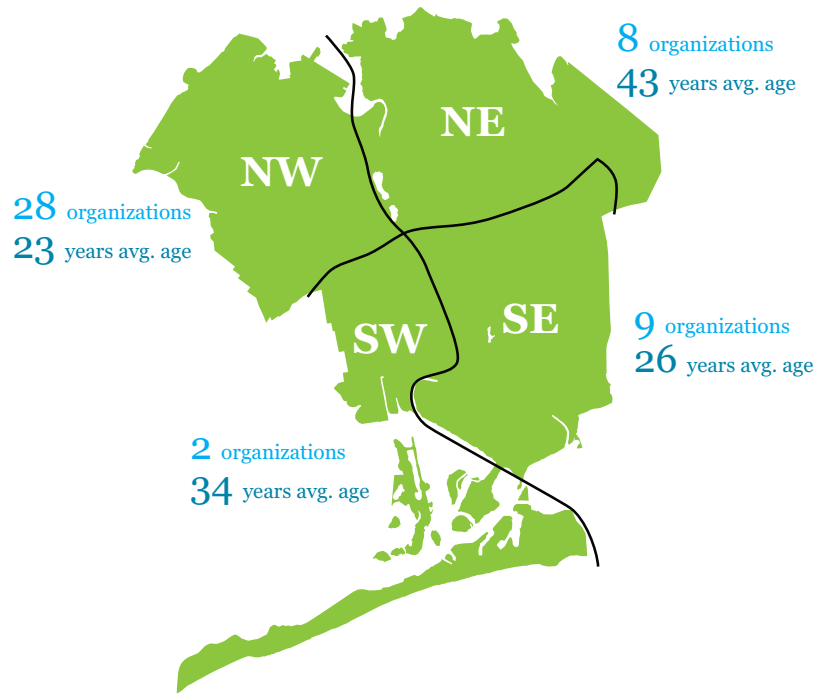 8 organizations
43 years avg. age
NE
NW
28 organizations
23 years avg. age
SE
SW
9 organizations
26 years avg. age
2 organizations
34 years avg. age